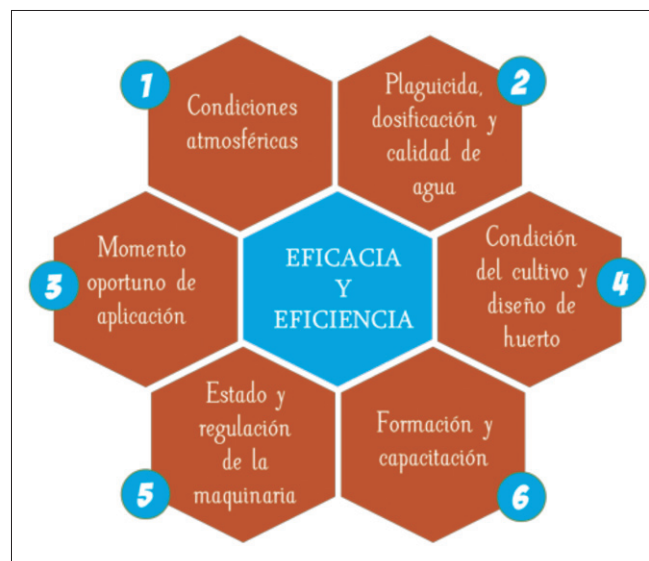 1
Condiciones
atmosféricas
2
Plaguicida,
dosificación y
calidad de
agua
3
Momento
oportuno de
aplicación
EFICACIA
Y
EFICIENCIA
Condición
del cultivo y
diseño de
huerto
4
Estado y
regulación
de la
maquinaria
5
Formación y
capacitación
6